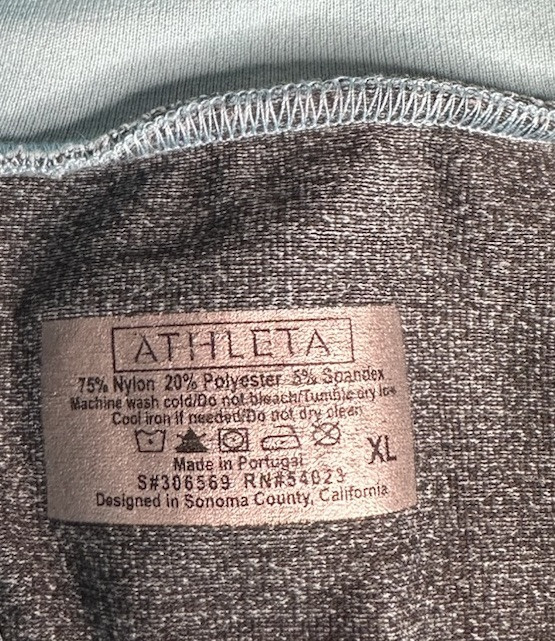 ATHLETA
75% Nylon 20% Polyester 5% Spandex
Machine wash cold/Do not bleach/Tumble dry low
Cool iron if needed/Do not dry clean
XL
Made in Portugal
S#306569 RN#54023
Designed in Sonoma County, California